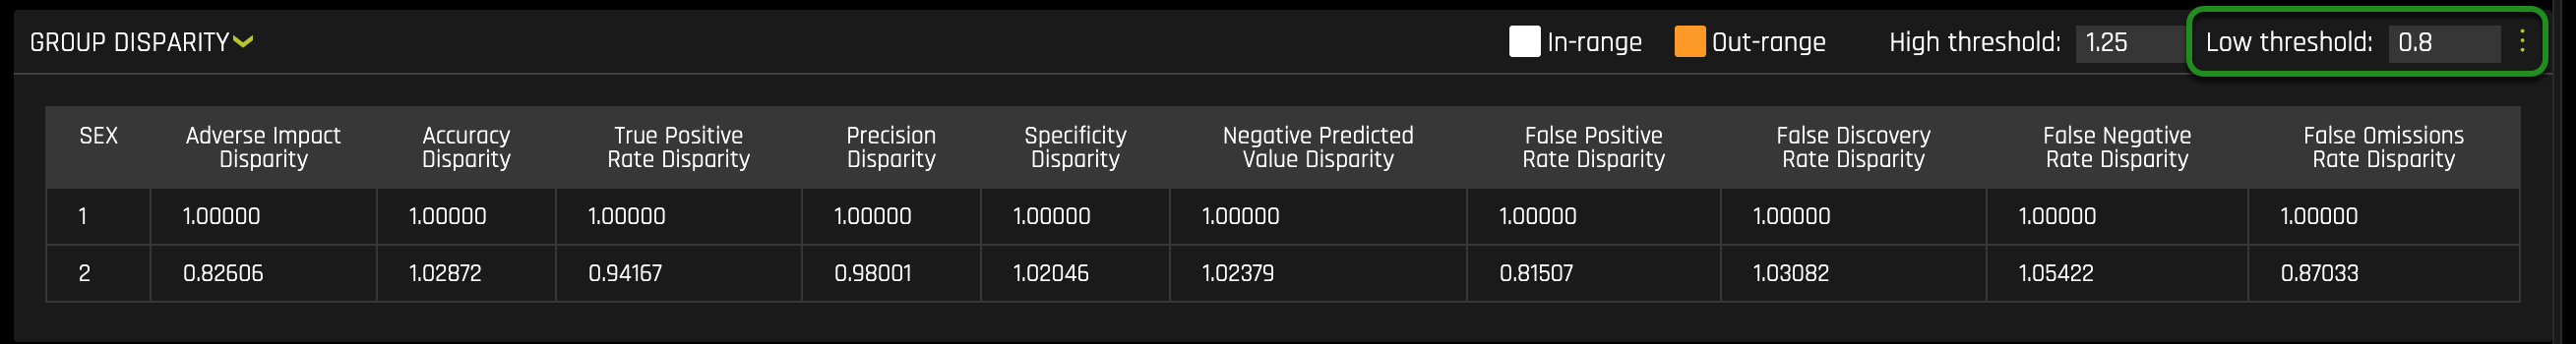 GROUP DISPARITY In-range Out-range High threshold: 1.25 Low threshold: 0.8
SEX Adverse Impact Disparity Accuracy Disparity True Positive Rate Disparity Precision Disparity Specificity Disparity Negative Predicted Value Disparity False Positive Rate Disparity False Discovery Rate Disparity False Negative Rate Disparity False Omissions Rate Disparity
1 1.00000 1.00000 1.00000 1.00000 1.00000 1.00000 1.00000 1.00000 1.00000 1.00000
2 0.82606 1.02872 0.94167 0.98001 1.02046 1.02379 0.81507 1.03082 1.05422 0.87033